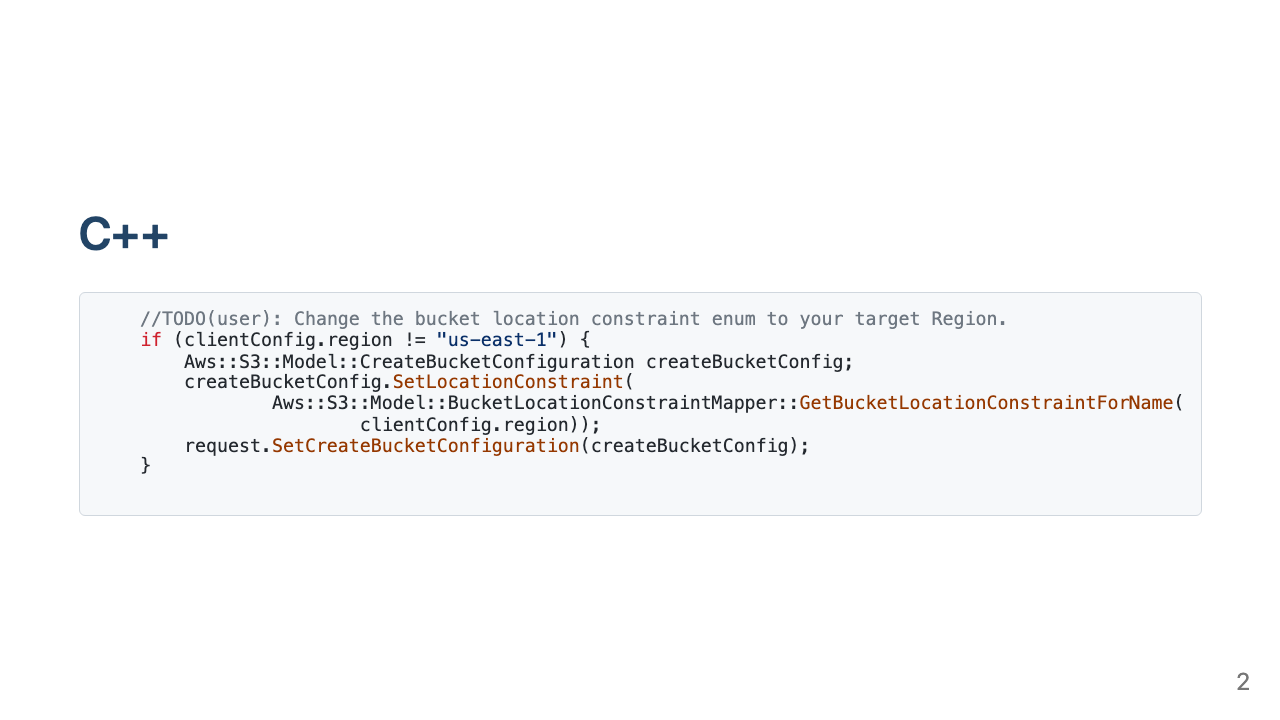 C++
//TODO(user): Change the bucket location constraint enum to your target Region.
if (clientConfig.region != "us-east-1") {
Aws::S3::Model::CreateBucketConfiguration createBucketConfig;
createBucketConfig.SetLocationConstraint(
Aws::S3::Model::BucketLocationConstraintMapper::GetBucketLocationConstraintForName(
clientConfig.region));
request.SetCreateBucketConfiguration(createBucketConfig);
}
2